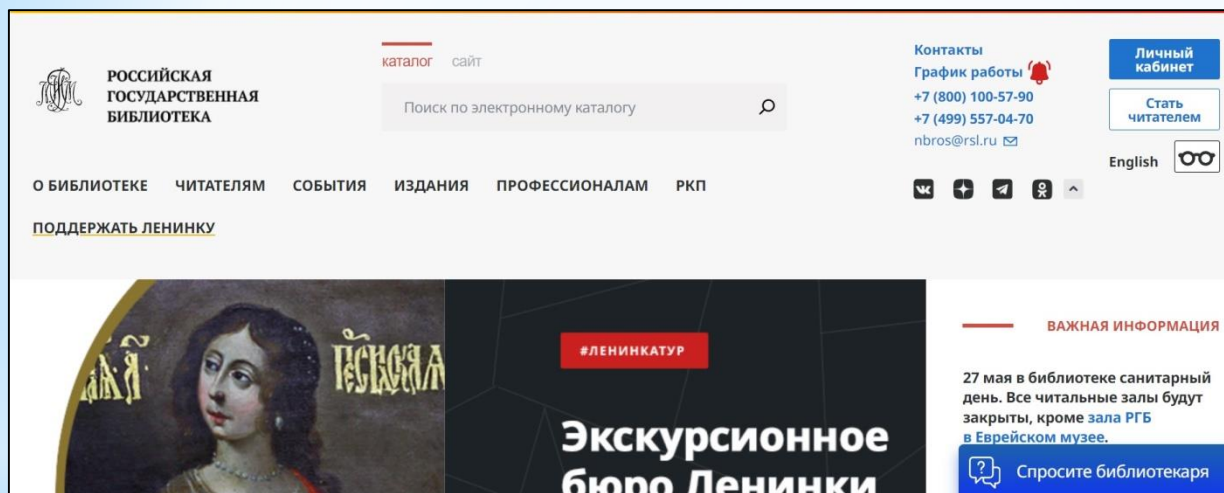 РОССИЙСКАЯ
ГОСУДАРСТВЕННАЯ
БИБЛИОТЕКА
каталог сайт
Поиск по электронному каталогу
Контакты
График работы
+7 (800) 100-57-90
+7 (499) 557-04-70
nbros@rsl.ru
Личный
кабинет
Стать
читателем
English
О БИБЛИОТЕКЕ ЧИТАТЕЛЯМ СОБЫТИЯ ИЗДАНИЯ ПРОФЕССИОНАЛАМ РКП
ПОДДЕРЖАТЬ ЛЕНИНКУ
#ЛЕНИНКАТУР
Экскурсионное
бюро Ленинки
ВАЖНАЯ ИНФОРМАЦИЯ
27 мая в библиотеке санитарный
день. Все читальные залы будут
закрыты, кроме зала РГБ
в Еврейском музее.
Спросите библиотекаря